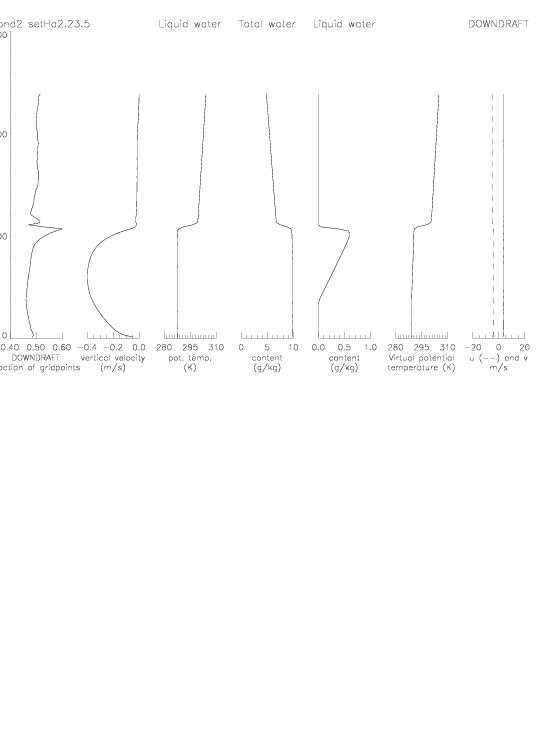 ond2 setHa2.23.5 Liquid water Total water Liquid water DOWNDRAFT
00
00
00
0
0.40 0.50 0.60 −0.4 −0.2 0.0 280 295 310 0 5 10 0.0 0.5 1.0 280 295 310 −20 0 20
DOWNDRAFT vertical velocity pot. temp. content content Virtual potential u (−−) and v
action of gridpoints (m/s) (K) (g/kg) (g/kg) temperature (K) m/s